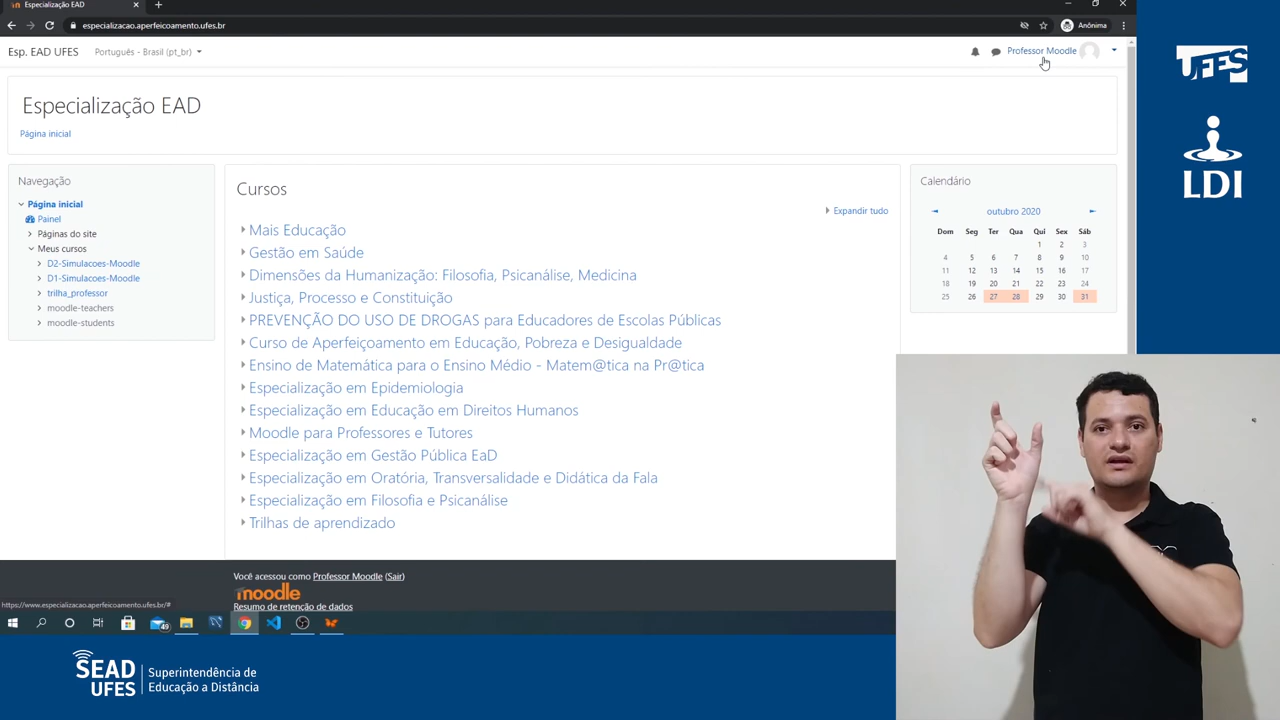 Especialização EAD
especializacao.aperfeicoamento.ufes.br
Anônima
Esp. EAD UFES
Português - Brasil (pt_br)
Professor Moodle
Especialização EAD
Página inicial
Navegação
Página inicial
Painel
Páginas do site
Meus cursos
D2-Simulacoes-Moodle
D1-Simulacoes-Moodle
trilha_professor
moodle-teachers
moodle-students
Cursos
Expandir tudo
Mais Educação
Gestão em Saúde
Dimensões da Humanização: Filosofia, Psicanálise, Medicina
Justiça, Processo e Constituição
PREVENÇÃO DO USO DE DROGAS para Educadores de Escolas Públicas
Curso de Aperfeiçoamento em Educação, Pobreza e Desigualdade
Ensino de Matemática para o Ensino Médio - Matem@tica na Pr@tica
Especialização em Epidemiologia
Especialização em Educação em Direitos Humanos
Moodle para Professores e Tutores
Especialização em Gestão Pública EaD
Especialização em Oratória, Transversalidade e Didática da Fala
Especialização em Filosofia e Psicanálise
Trilhas de aprendizado
Calendário
outubro 2020
Dom Seg Ter Qua Qui Sex Sáb
1 2 3
4 5 6 7 8 9 10
11 12 13 14 15 16 17
18 19 20 21 22 23 24
25 26 27 28 29 30 31
Você acessou como Professor Moodle (Sair)
moodle
Resumo de retenção de dados
https://www.especializacao.aperfeicoamento.ufes.br/#
49
UFES
LDI
SEAD
UFES
Superintendência de
Educação a Distância